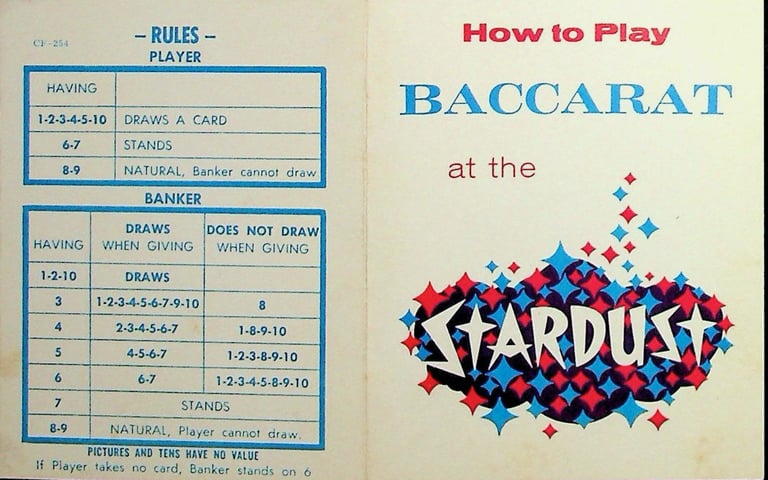 CF-254
– RULES –
PLAYER
HAVING
1-2-3-4-5-10 DRAWS A CARD
6-7 STANDS
8-9 NATURAL, Banker cannot draw
BANKER
HAVING DRAWS WHEN GIVING DOES NOT DRAW WHEN GIVING
1-2-10 DRAWS
3 1-2-3-4-5-6-7-9-10 8
4 2-3-4-5-6-7 1-8-9-10
5 4-5-6-7 1-2-3-8-9-10
6 6-7 1-2-3-4-5-8-9-10
7 STANDS
8-9 NATURAL, Player cannot draw.
PICTURES AND TENS HAVE NO VALUE
If Player takes no card, Banker stands on 6
How to Play
BACCARAT
at the
STARDUST